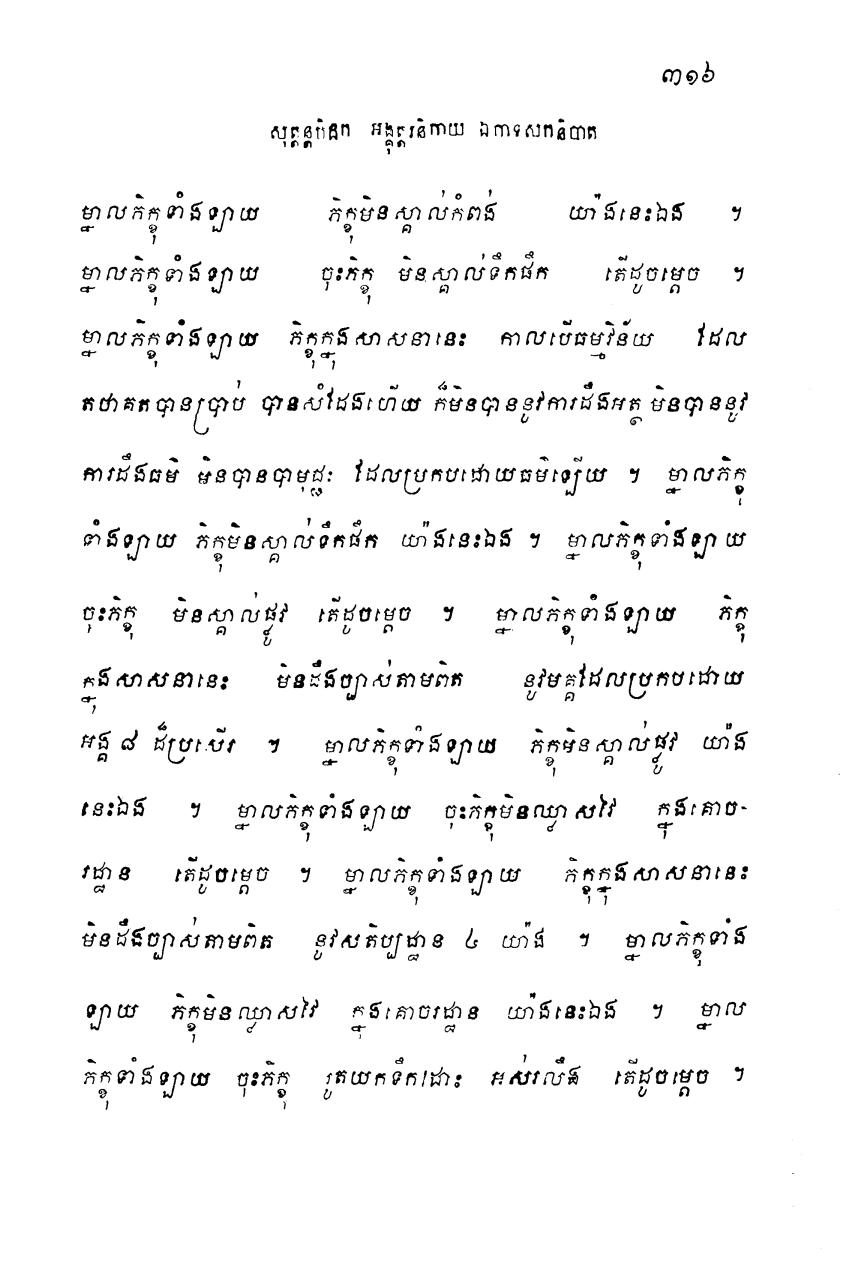 ៣១៦
សុត្តន្តបិដក អង្គុត្តរនិកាយ ឯកាទសកនិបាត
ម្នាលភិក្ខុទាំងឡាយ ភិក្ខុមិនស្គាល់កំពង់ យ៉ាងនេះឯង ។
ម្នាលភិក្ខុទាំងឡាយ ចុះភិក្ខុ មិនស្គាល់ទឹកផឹក តើដូចម្តេច ។
ម្នាលភិក្ខុទាំងឡាយ ភិក្ខុក្នុងសាសនានេះ កាលបើធម្មវិន័យ ដែល
តថាគតបានប្រាប់ បានសំដែងហើយ ក៏មិនបាននូវការដឹងអត្ថ មិនបាននូវ
ការដឹងធម៌ មិនបានបាមុជ្ជៈ ដែលប្រកបដោយធម៌ឡើយ ។ ម្នាលភិក្ខុ
ទាំងឡាយ ភិក្ខុមិនស្គាល់ទឹកផឹក យ៉ាងនេះឯង ។ ម្នាលភិក្ខុទាំងឡាយ
ចុះភិក្ខុ មិនស្គាល់ផ្លូវ តើដូចម្តេច ។ ម្នាលភិក្ខុទាំងឡាយ ភិក្ខុ
ក្នុងសាសនានេះ មិនដឹងច្បាស់តាមពិត នូវមគ្គដែលប្រកបដោយ
អង្គ ៨ ដ៏ប្រសើរ ។ ម្នាលភិក្ខុទាំងឡាយ ភិក្ខុមិនស្គាល់ផ្លូវ យ៉ាង
នេះឯង ។ ម្នាលភិក្ខុទាំងឡាយ ចុះភិក្ខុមិនឈ្លាសវៃ ក្នុងគោច-
រដ្ឋាន តើដូចម្តេច ។ ម្នាលភិក្ខុទាំងឡាយ ភិក្ខុក្នុងសាសនានេះ
មិនដឹងច្បាស់តាមពិត នូវសតិប្បដ្ឋាន ៤ យ៉ាង ។ ម្នាលភិក្ខុទាំង
ឡាយ ភិក្ខុមិនឈ្លាសវៃ ក្នុងគោចរដ្ឋាន យ៉ាងនេះឯង ។ ម្នាល
ភិក្ខុទាំងឡាយ ចុះភិក្ខុ រូតយកទឹកដោះ អស់រលីង តើដូចម្តេច ។